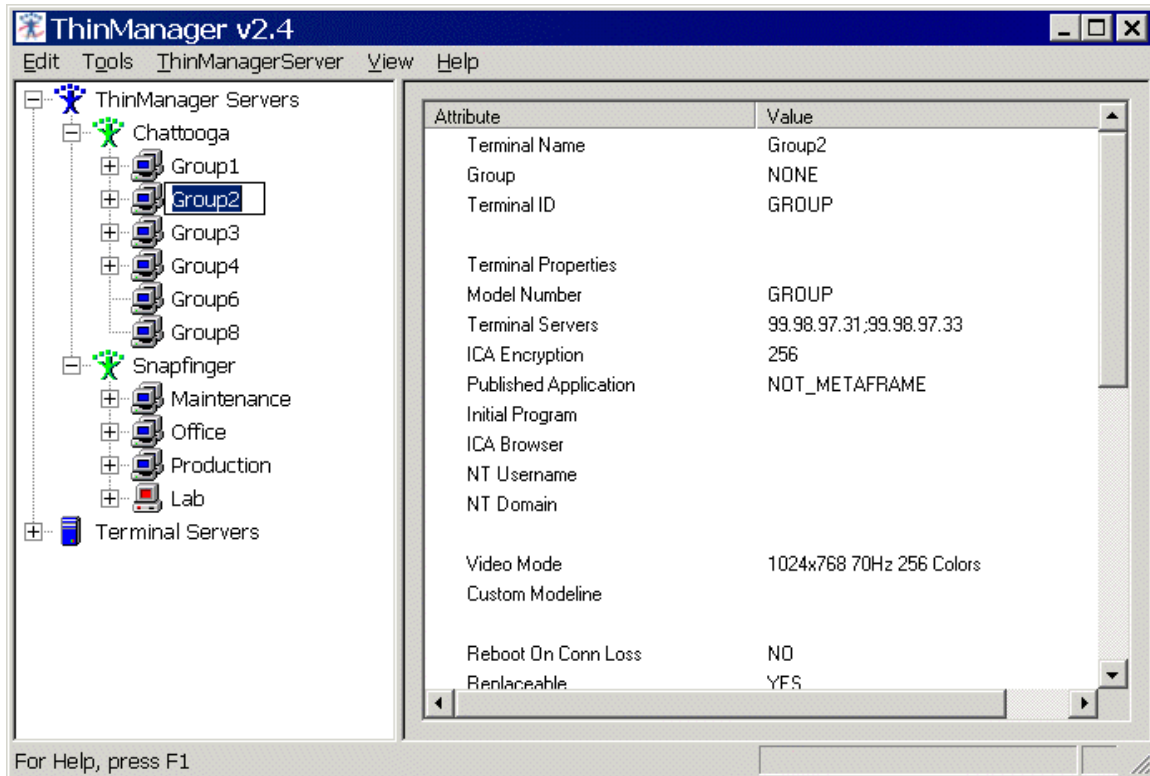 ThinManager v2.4
Edit Tools ThinManagerServer View Help
ThinManager Servers
Chattooga
Group1
Group2
Group3
Group4
Group6
Group8
Snapfinger
Maintenance
Office
Production
Lab
Terminal Servers
Attribute Value
Terminal Name Group2
Group NONE
Terminal ID GROUP
Terminal Properties
Model Number GROUP
Terminal Servers 99.98.97.31;99.98.97.33
ICA Encryption 256
Published Application NOT_METAFRAME
Initial Program
ICA Browser
NT Username
NT Domain
Video Mode 1024x768 70Hz 256 Colors
Custom Modeline
Reboot On Conn Loss NO
Replaceable YES
For Help, press F1